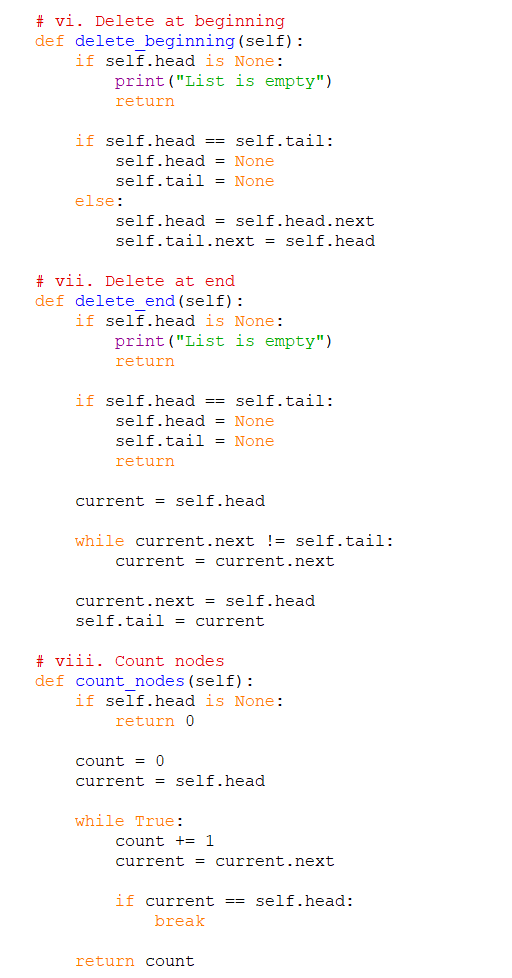 # vi. Delete at beginning
def delete_beginning(self):
    if self.head is None:
        print("List is empty")
        return

    if self.head == self.tail:
        self.head = None
        self.tail = None
    else:
        self.head = self.head.next
        self.tail.next = self.head

# vii. Delete at end
def delete_end(self):
    if self.head is None:
        print("List is empty")
        return

    if self.head == self.tail:
        self.head = None
        self.tail = None
        return

    current = self.head

    while current.next != self.tail:
        current = current.next

    current.next = self.head
    self.tail = current

# viii. Count nodes
def count_nodes(self):
    if self.head is None:
        return 0

    count = 0
    current = self.head

    while True:
        count += 1
        current = current.next

        if current == self.head:
            break

    return count